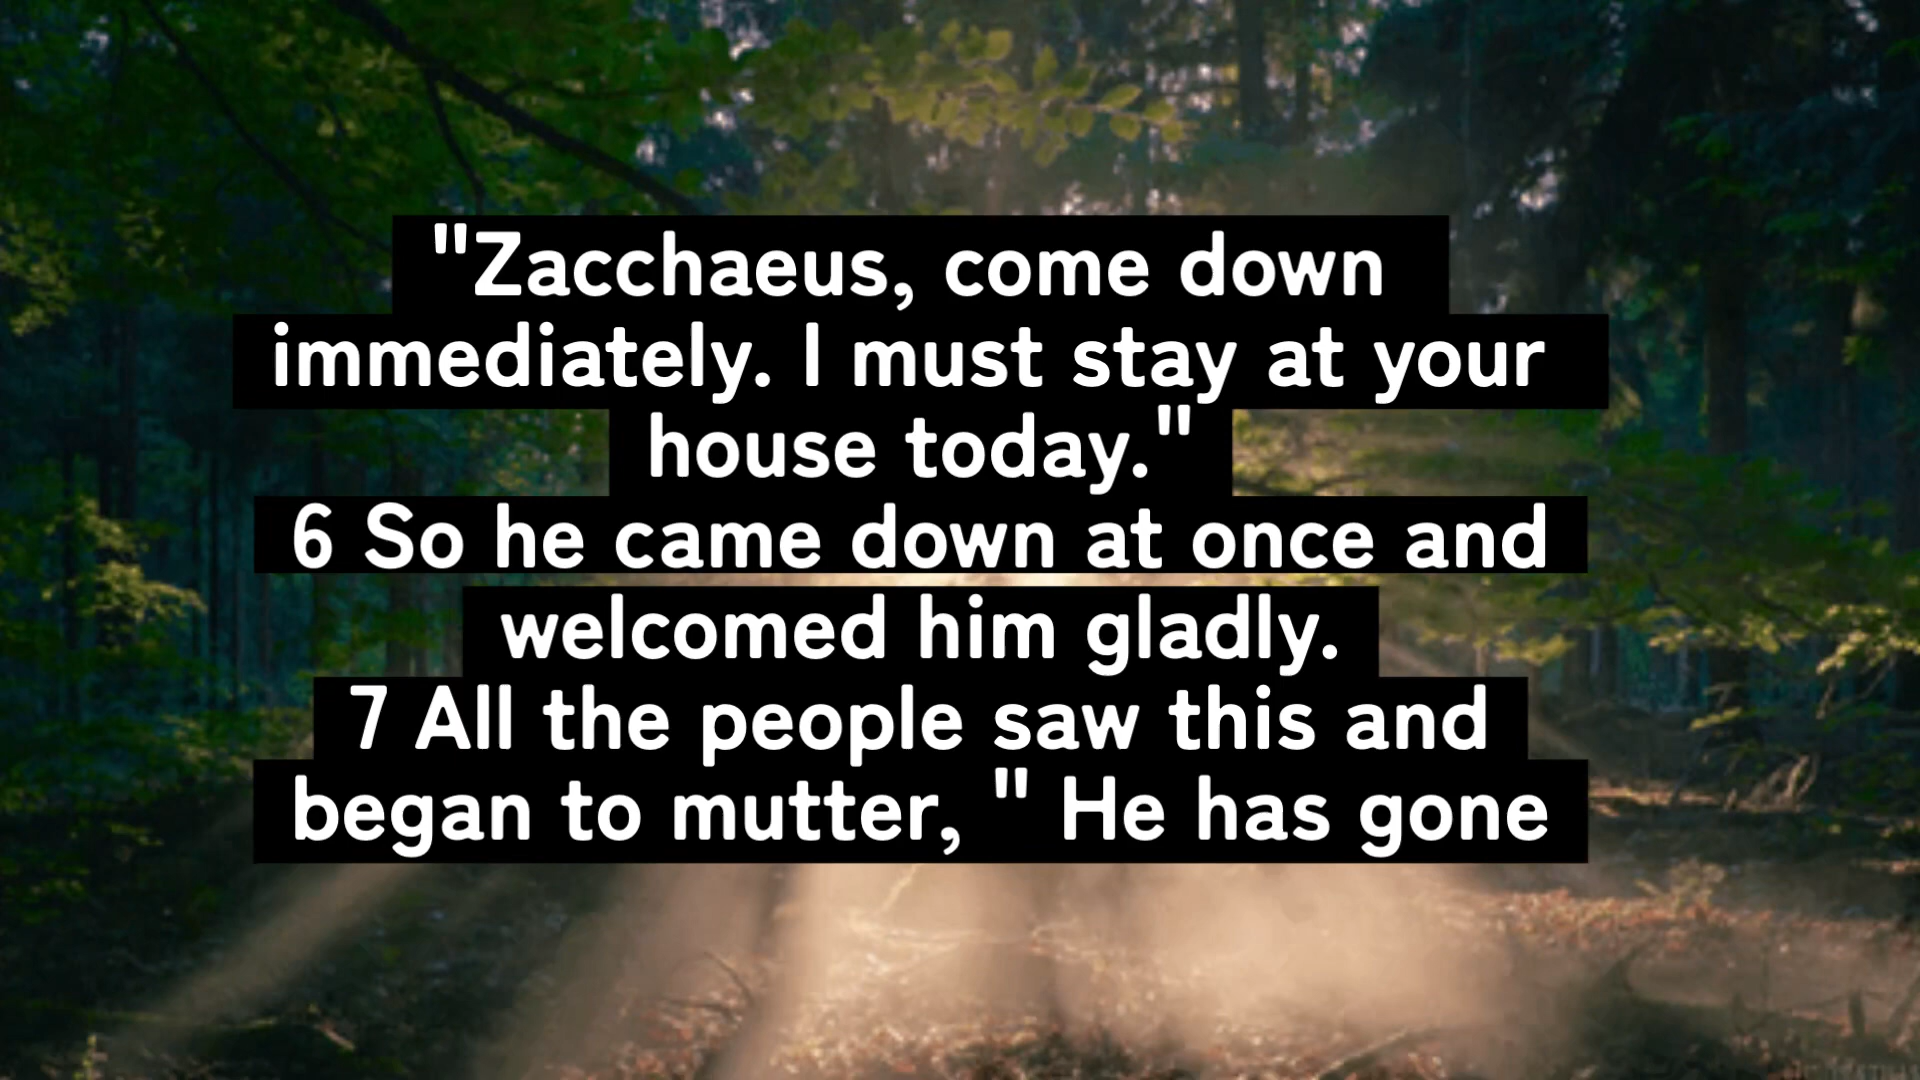 "Zacchaeus, come down
immediately. I must stay at your
house today."
6 So he came down at once and
welcomed him gladly.
7 All the people saw this and
began to mutter, " He has gone